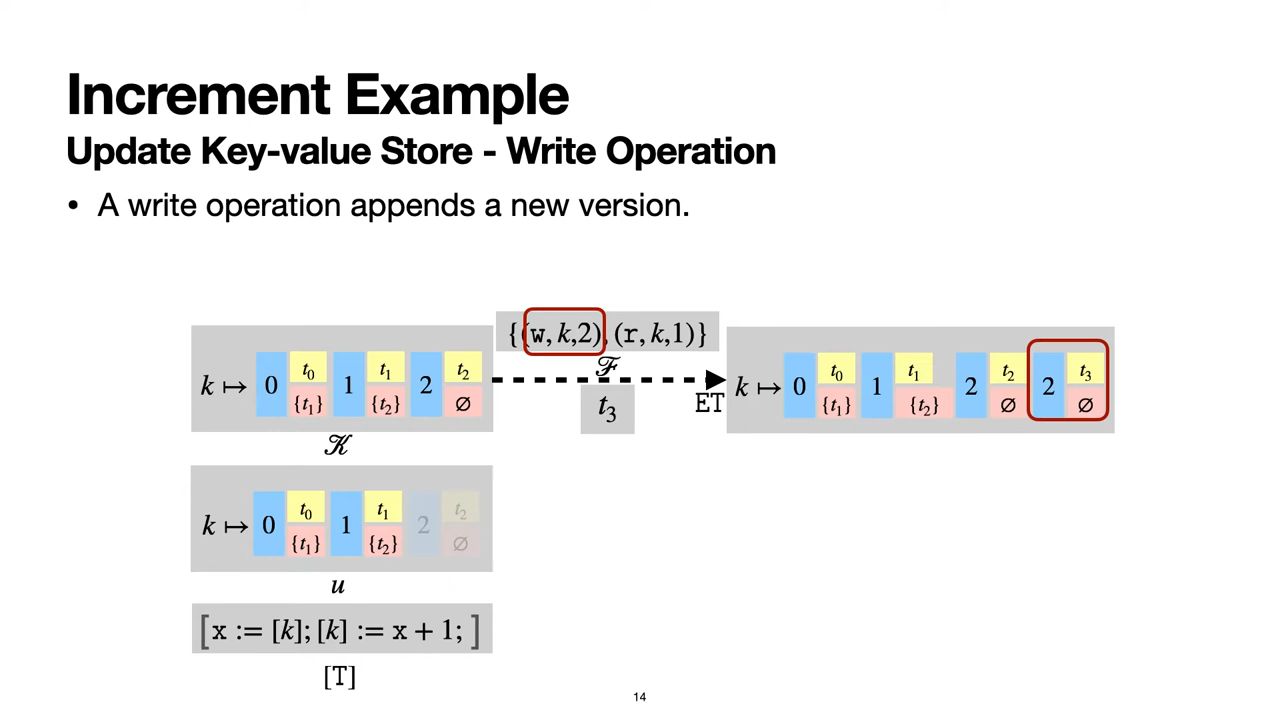 Increment Example
Update Key-value Store - Write Operation
• A write operation appends a new version.
{(w, k,2), (r, k,1)}
ℱ
t₃
ET
k ↦ 0 t₀ {t₁} 1 t₁ {t₂} 2 t₂ ∅
𝒦
k ↦ 0 t₀ {t₁} 1 t₁ {t₂} 2 t₂ ∅ 2 t₃ ∅
k ↦ 0 t₀ {t₁} 1 t₁ {t₂} 2 t₂ ∅
u
[x := [k]; [k] := x + 1; ]
[T]
14